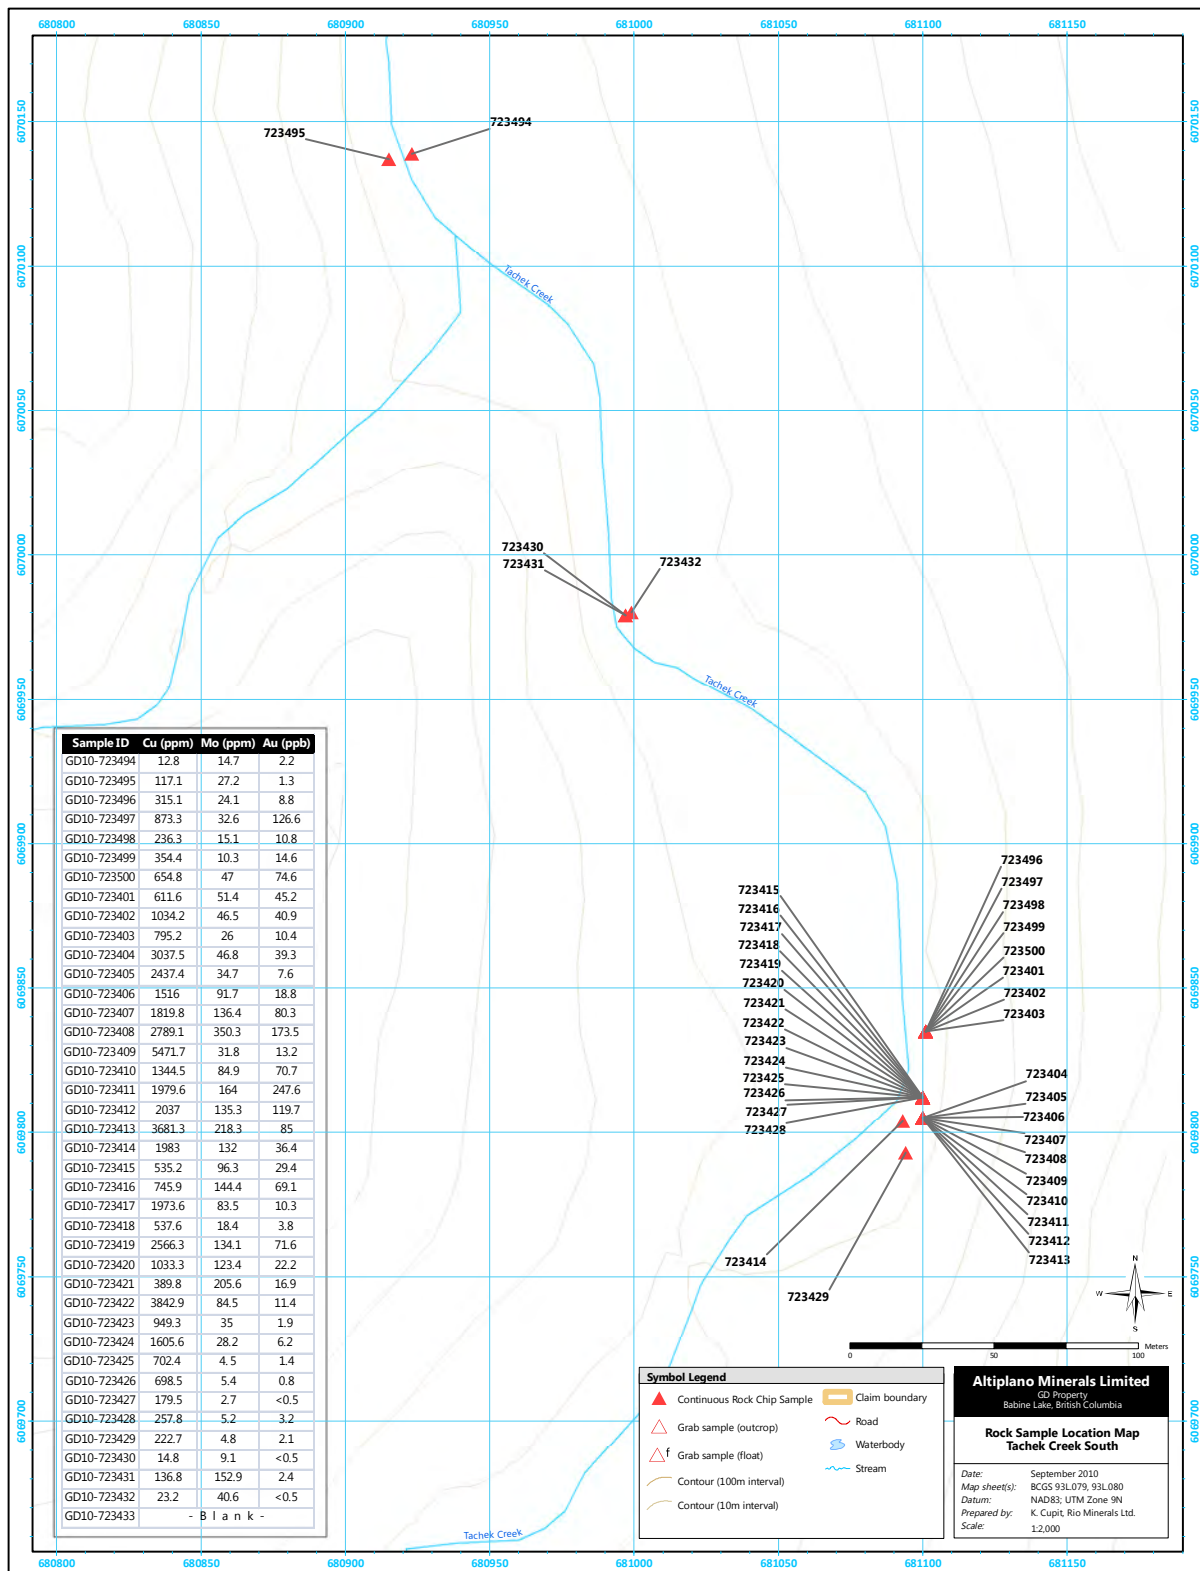 680800 680850 680900 680950 681000 681050 681100 681150
6070150
6070100
6070050
6070000
6069950
6069900
6069850
6069800
6069750
6069700
6070150
6070100
6070050
6070000
6069950
6069900
6069850
6069800
6069750
6069700
723495
723494
Tachek Creek
723430
723431
723432
Tachek Creek
723415
723416
723417
723418
723419
723420
723421
723422
723423
723424
723425
723426
723427
723428
723496
723497
723498
723499
723500
723401
723402
723403
723404
723405
723406
723407
723408
723409
723410
723411
723412
723413
723414
723429
Sample ID Cu (ppm) Mo (ppm) Au (ppb)
GD10-723494 12.8 14.7 2.2
GD10-723495 117.1 27.2 1.3
GD10-723496 315.1 24.1 8.8
GD10-723497 873.3 32.6 126.6
GD10-723498 236.3 15.1 10.8
GD10-723499 354.4 10.3 14.6
GD10-723500 654.8 47 74.6
GD10-723401 611.6 51.4 45.2
GD10-723402 1034.2 46.5 40.9
GD10-723403 795.2 26 10.4
GD10-723404 3037.5 46.8 39.3
GD10-723405 2437.4 34.7 7.6
GD10-723406 1516 91.7 18.8
GD10-723407 1819.8 136.4 80.3
GD10-723408 2789.1 350.3 173.5
GD10-723409 5471.7 31.8 13.2
GD10-723410 1344.5 84.9 70.7
GD10-723411 1979.6 164 247.6
GD10-723412 2037 135.3 119.7
GD10-723413 3681.3 218.3 85
GD10-723414 1983 132 36.4
GD10-723415 535.2 96.3 29.4
GD10-723416 745.9 144.4 69.1
GD10-723417 1973.6 83.5 10.3
GD10-723418 537.6 18.4 3.8
GD10-723419 2566.3 134.1 71.6
GD10-723420 1033.3 123.4 22.2
GD10-723421 389.8 205.6 16.9
GD10-723422 3842.9 84.5 11.4
GD10-723423 949.3 35 1.9
GD10-723424 1605.6 28.2 6.2
GD10-723425 702.4 4.5 1.4
GD10-723426 698.5 5.4 0.8
GD10-723427 179.5 2.7 <0.5
GD10-723428 257.8 5.2 3.2
GD10-723429 222.7 4.8 2.1
GD10-723430 14.8 9.1 <0.5
GD10-723431 136.8 152.9 2.4
GD10-723432 23.2 40.6 <0.5
GD10-723433 - B l a n k -
Tachek Creek
N
W E
S
0 50 100 Meters
Symbol Legend
Continuous Rock Chip Sample
Grab sample (outcrop)
f Grab sample (float)
Contour (100m interval)
Contour (10m interval)
Claim boundary
Road
Waterbody
Stream
Altiplano Minerals Limited
GD Property
Babine Lake, British Columbia
Rock Sample Location Map
Tachek Creek South
Date: September 2010
Map sheet(s): BCGS 93L.079, 93L.080
Datum: NAD83; UTM Zone 9N
Prepared by: K. Cupit, Rio Minerals Ltd.
Scale: 1:2,000
680800 680850 680900 680950 681000 681050 681100 681150